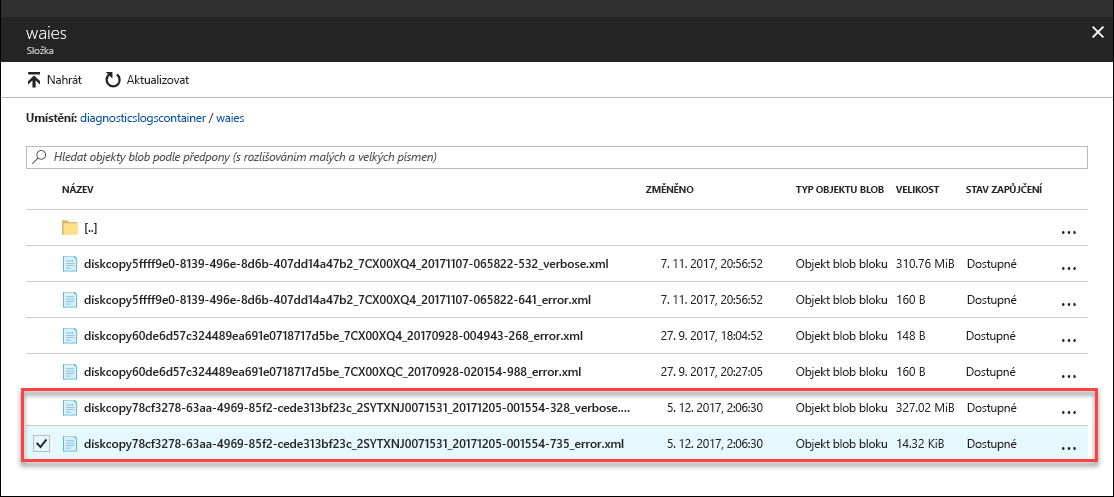 waies
Složka
Nahrát Aktualizovat
Umístění: diagnosticslogscontainer / waies
Hledat objekty blob podle předpony (s rozlišováním malých a velkých písmen)
NÁZEV ZMĚNĚNO TYP OBJEKTU BLOB VELIKOST STAV ZAPŮJČENÍ
[..] ...
diskcopy5ffff9e0-8139-496e-8d6b-407dd14a47b2_7CX00XQ4_20171107-065822-532_verbose.xml 7. 11. 2017, 20:56:52 Objekt blob bloku 310.76 MiB Dostupné ...
diskcopy5ffff9e0-8139-496e-8d6b-407dd14a47b2_7CX00XQ4_20171107-065822-641_error.xml 7. 11. 2017, 20:56:52 Objekt blob bloku 160 B Dostupné ...
diskcopy60de6d57c324489ea691e0718717d5be_7CX00XQ4_20170928-004943-268_error.xml 27. 9. 2017, 18:04:52 Objekt blob bloku 148 B Dostupné ...
diskcopy60de6d57c324489ea691e0718717d5be_7CX00XQC_20170928-020154-988_error.xml 27. 9. 2017, 20:27:05 Objekt blob bloku 160 B Dostupné ...
diskcopy78cf3278-63aa-4969-85f2-cede313bf23c_2SYTXNJ0071531_20171205-001554-328_verbose.... 5. 12. 2017, 2:06:30 Objekt blob bloku 327.02 MiB Dostupné ...
diskcopy78cf3278-63aa-4969-85f2-cede313bf23c_2SYTXNJ0071531_20171205-001554-735_error.xml 5. 12. 2017, 2:06:30 Objekt blob bloku 14.32 KiB Dostupné ...